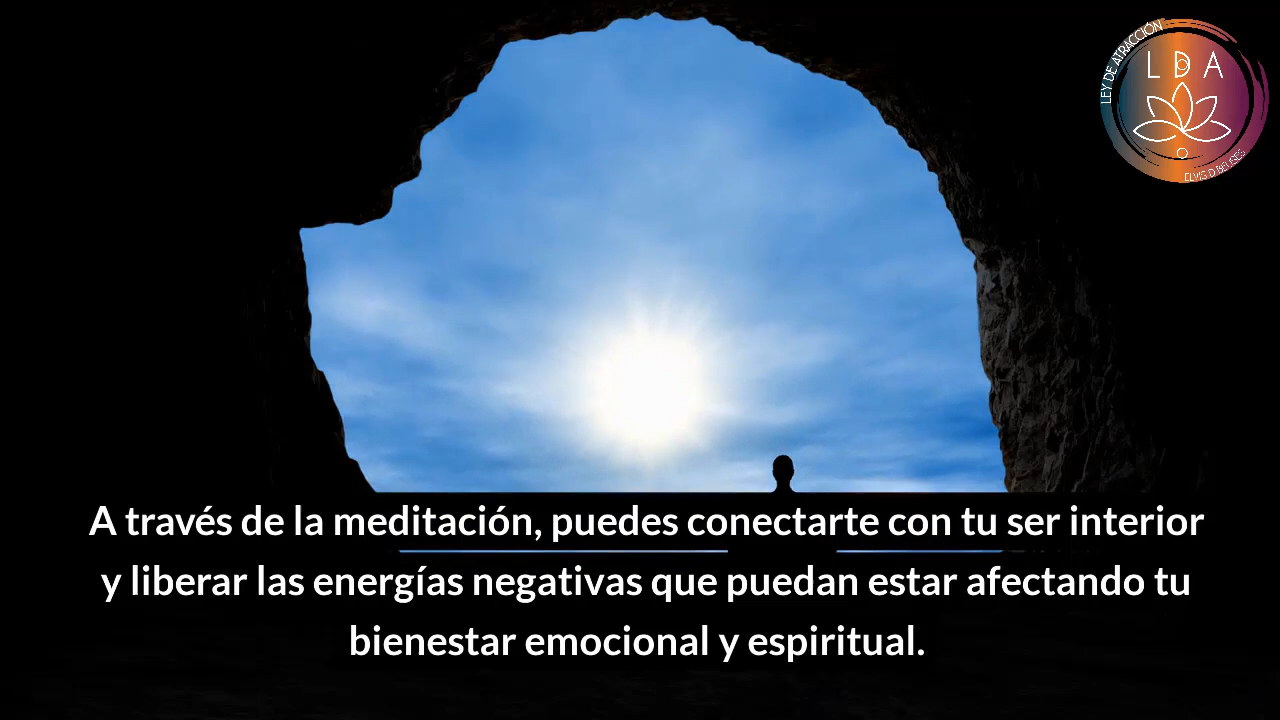 LEY DE ATRACCIÓN
LDA
A través de la meditación, puedes conectarte con tu ser interior
y liberar las energías negativas que puedan estar afectando tu
bienestar emocional y espiritual.